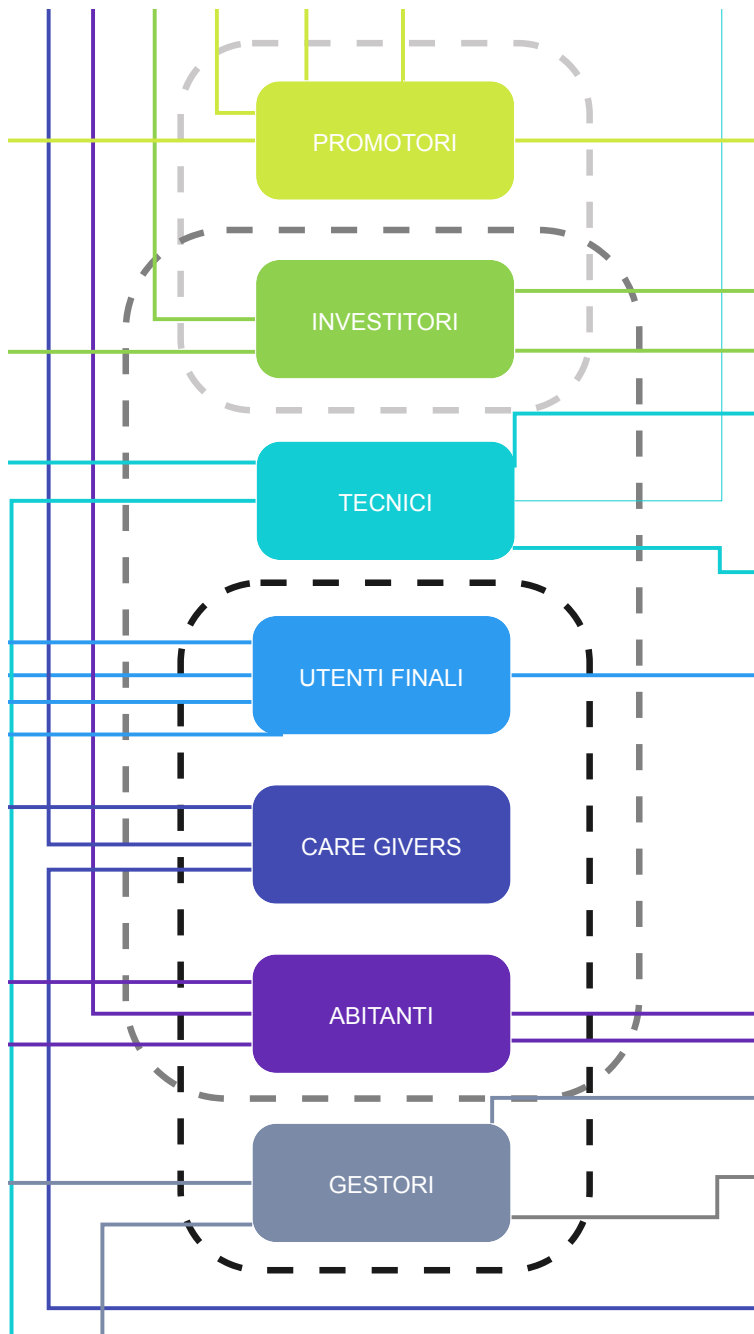 PROMOTORI
INVESTITORI
TECNICI
UTENTI FINALI
CARE GIVERS
ABITANTI
GESTORI